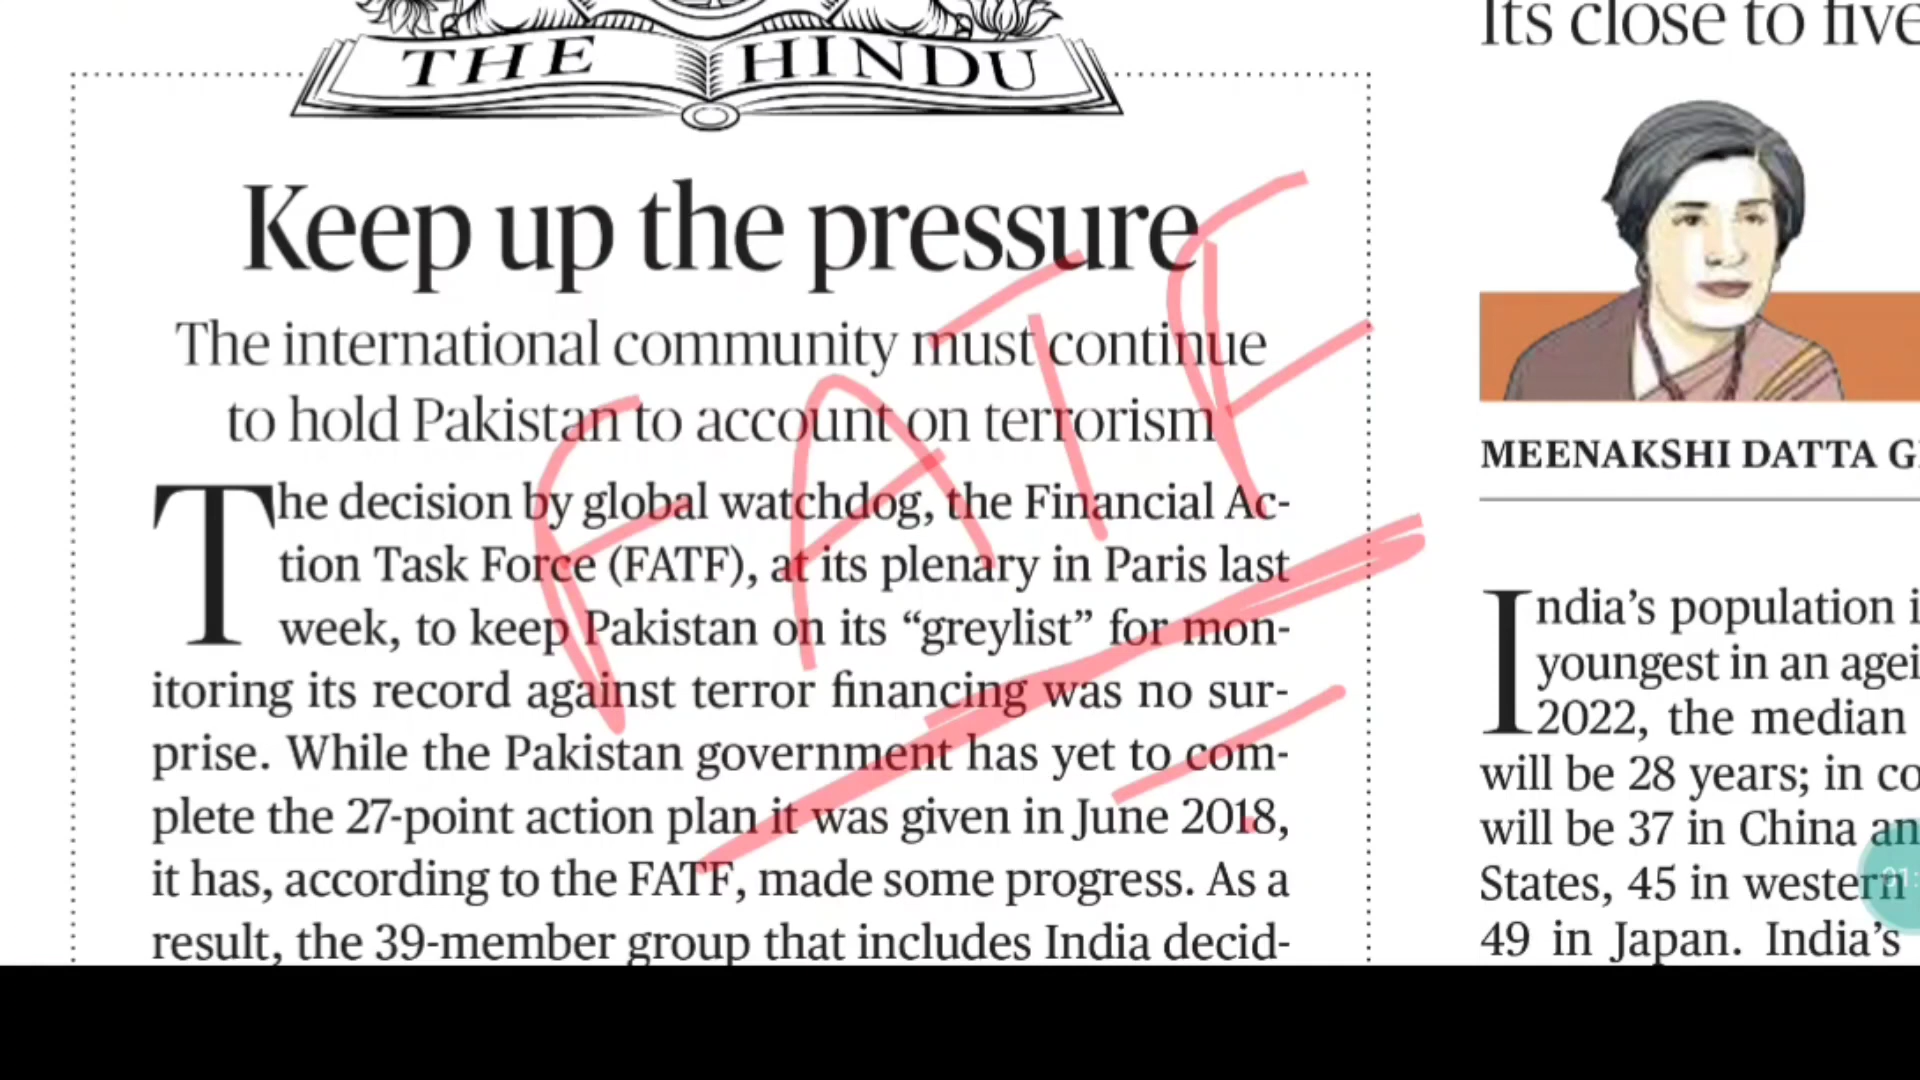 THE HINDU
Keep up the pressure
The international community must continue
to hold Pakistan to account on terrorism
The decision by global watchdog, the Financial Ac-
tion Task Force (FATF), at its plenary in Paris last
week, to keep Pakistan on its “greylist” for mon-
itoring its record against terror financing was no sur-
prise. While the Pakistan government has yet to com-
plete the 27-point action plan it was given in June 2018,
it has, according to the FATF, made some progress. As a
result, the 39-member group that includes India decid-
FATF
Its close to five
MEENAKSHI DATTA G
India’s population i
youngest in an agei
2022, the median
will be 28 years; in co
will be 37 in China an
States, 45 in western
49 in Japan. India’s
01: